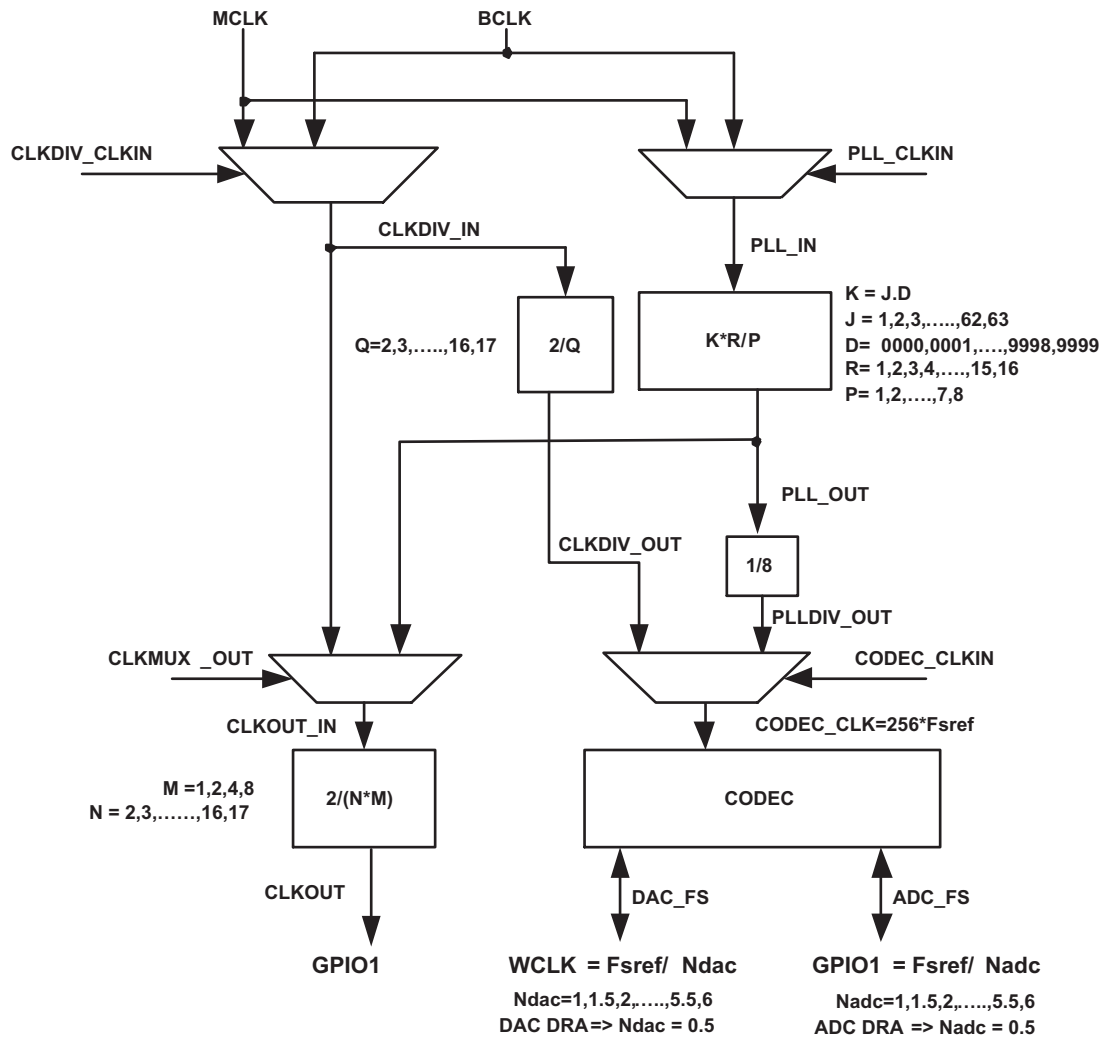 MCLK
BCLK
CLKDIV_CLKIN
PLL_CLKIN
CLKDIV_IN
PLL_IN
K = J.D
J = 1,2,3,…..,62,63
D= 0000,0001,….,9998,9999
R= 1,2,3,4,….,15,16
P= 1,2,….,7,8
Q=2,3,…..,16,17
2/Q
K*R/P
PLL_OUT
CLKDIV_OUT
1/8
PLLDIV_OUT
CLKMUX _OUT
CODEC_CLKIN
CLKOUT_IN
CODEC_CLK=256*Fsref
M =1,2,4,8
N = 2,3,……,16,17
2/(N*M)
CODEC
CLKOUT
DAC_FS
ADC_FS
GPIO1
WCLK = Fsref/ Ndac
GPIO1 = Fsref/ Nadc
Ndac=1,1.5,2,…..,5.5,6
DAC DRA => Ndac = 0.5
Nadc=1,1.5,2,…..,5.5,6
ADC DRA => Nadc = 0.5